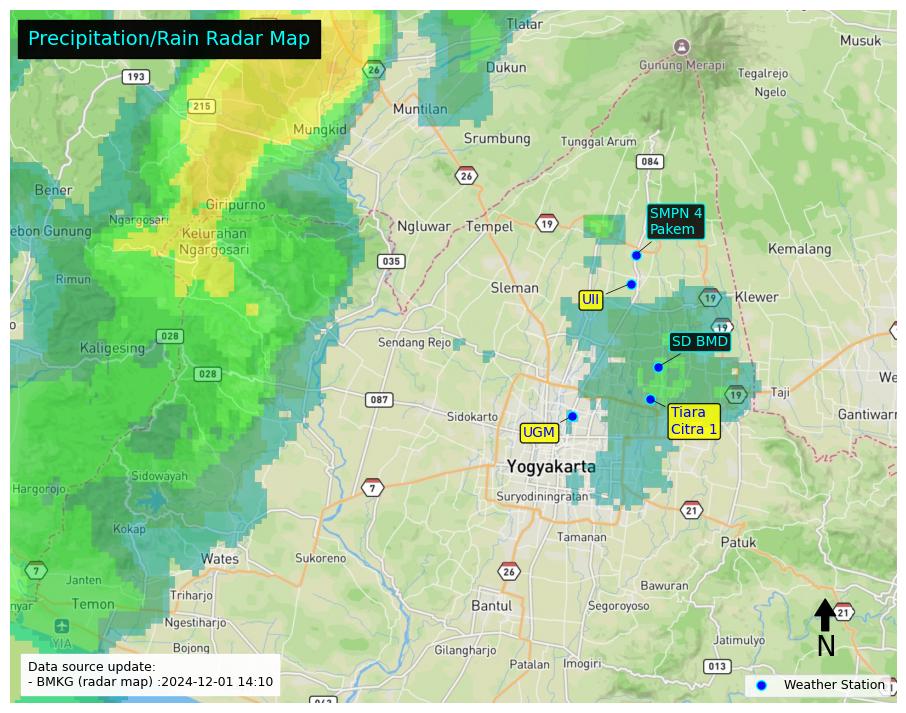 Precipitation/Rain Radar Map
Tlatar
Musuk
26
Gunung Merapi
193
Dukun
Tegalrejo
Ngelo
215
Muntilan
Mungkid
Srumbung
Tunggal Arum
084
26
Bener
Giripurno
SMPN 4
Pakem
Ngargosari
Ngluwar
Tempel
19
ebon Gunung
Kelurahan
Ngargosari
Kemalang
035
Rimun
Sleman
UII
19
Klewer
19
028
Kaligesing
Sendang Rejo
SD BMD
028
We
087
19
Taji
Sidokarto
Tiara
Citra 1
Gantiwarn
UGM
Yogyakarta
Sidowayah
Hargorojo
7
Suryodiningratan
21
Kokap
Tamanan
Patuk
Wates
Sukoreno
7
Janten
26
Bawuran
Triharjo
nyar
Temon
Bantul
Segoroyoso
21
Ngestiharjo
YIA
Jatimulyo
N
Bojong
Gilangharjo
Patalan
Imogiri
013
Data source update:
- BMKG (radar map) :2024-12-01 14:10
Weather Station